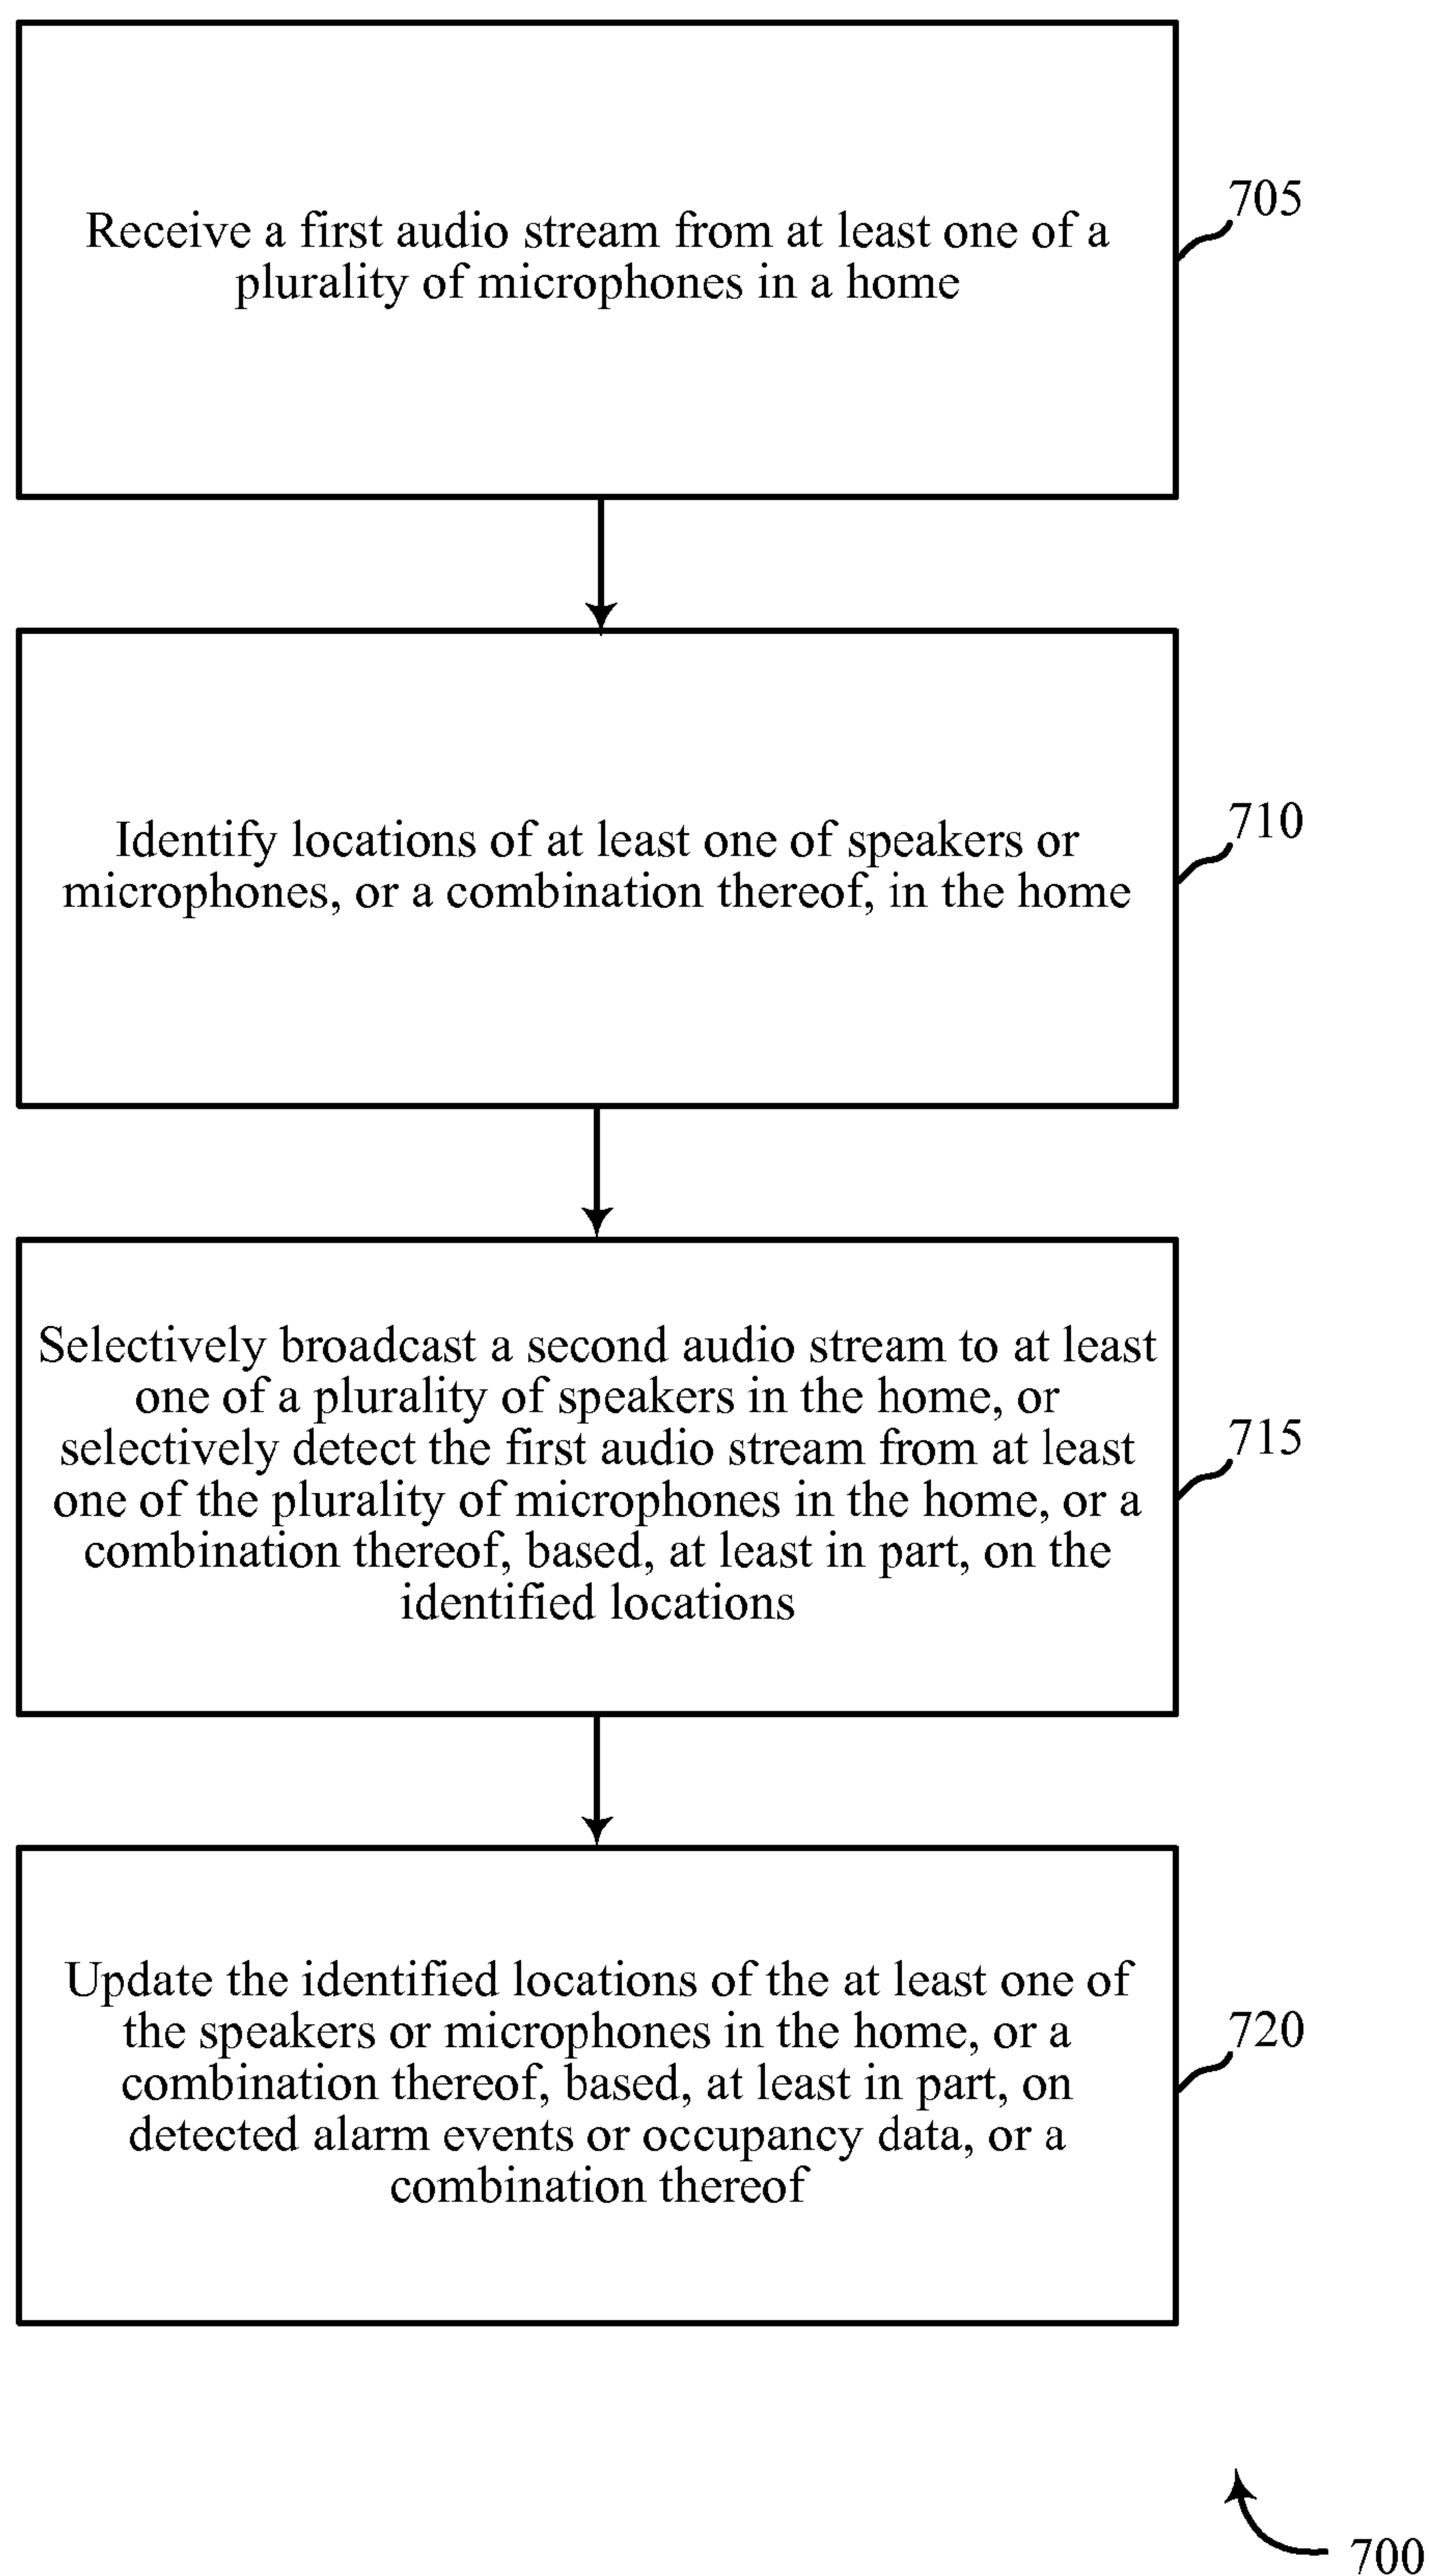 Receive a first audio stream from at least one of a
plurality of microphones in a home
705
Identify locations of at least one of speakers or
microphones, or a combination thereof, in the home
710
Selectively broadcast a second audio stream to at least
one of a plurality of speakers in the home, or
selectively detect the first audio stream from at least
one of the plurality of microphones in the home, or a
combination thereof, based, at least in part, on the
identified locations
715
Update the identified locations of the at least one of
the speakers or microphones in the home, or a
combination thereof, based, at least in part, on
detected alarm events or occupancy data, or a
combination thereof
720
700